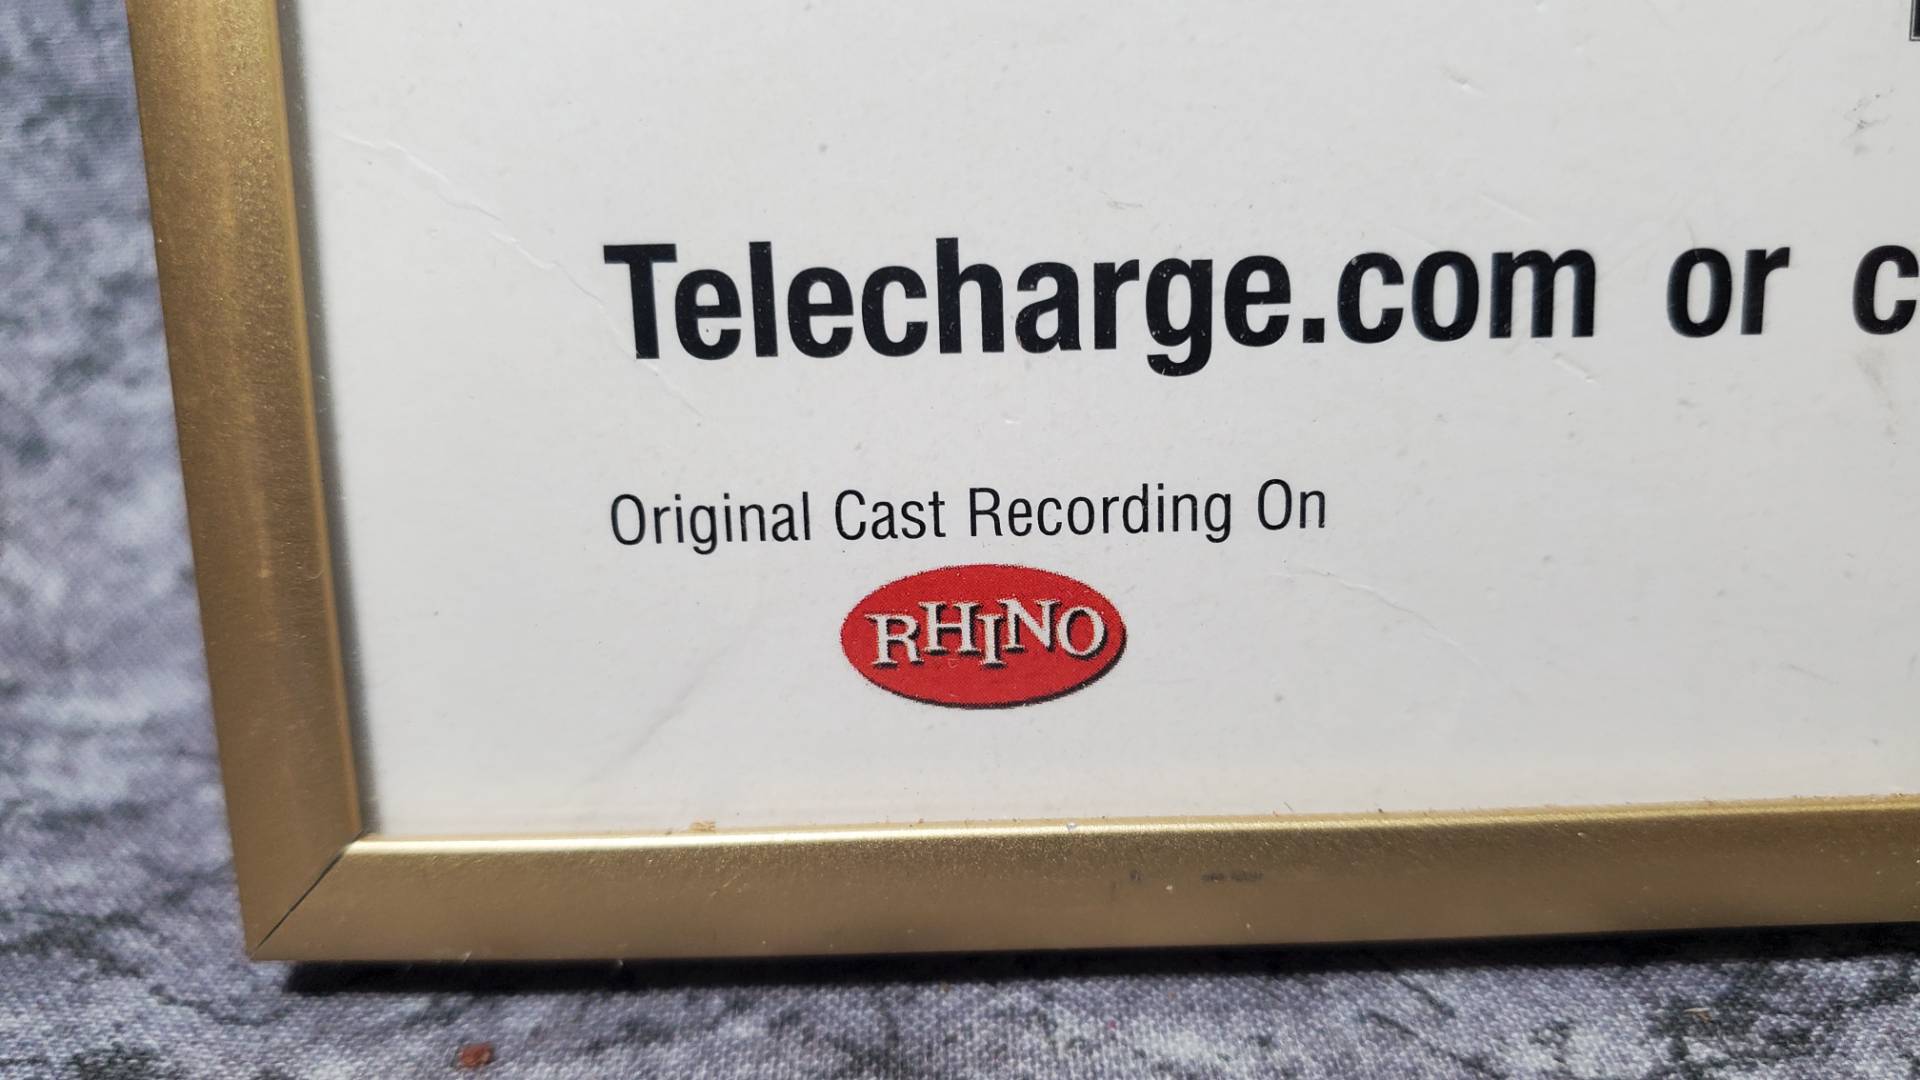 Telecharge.com or c
Original Cast Recording On
RHINO